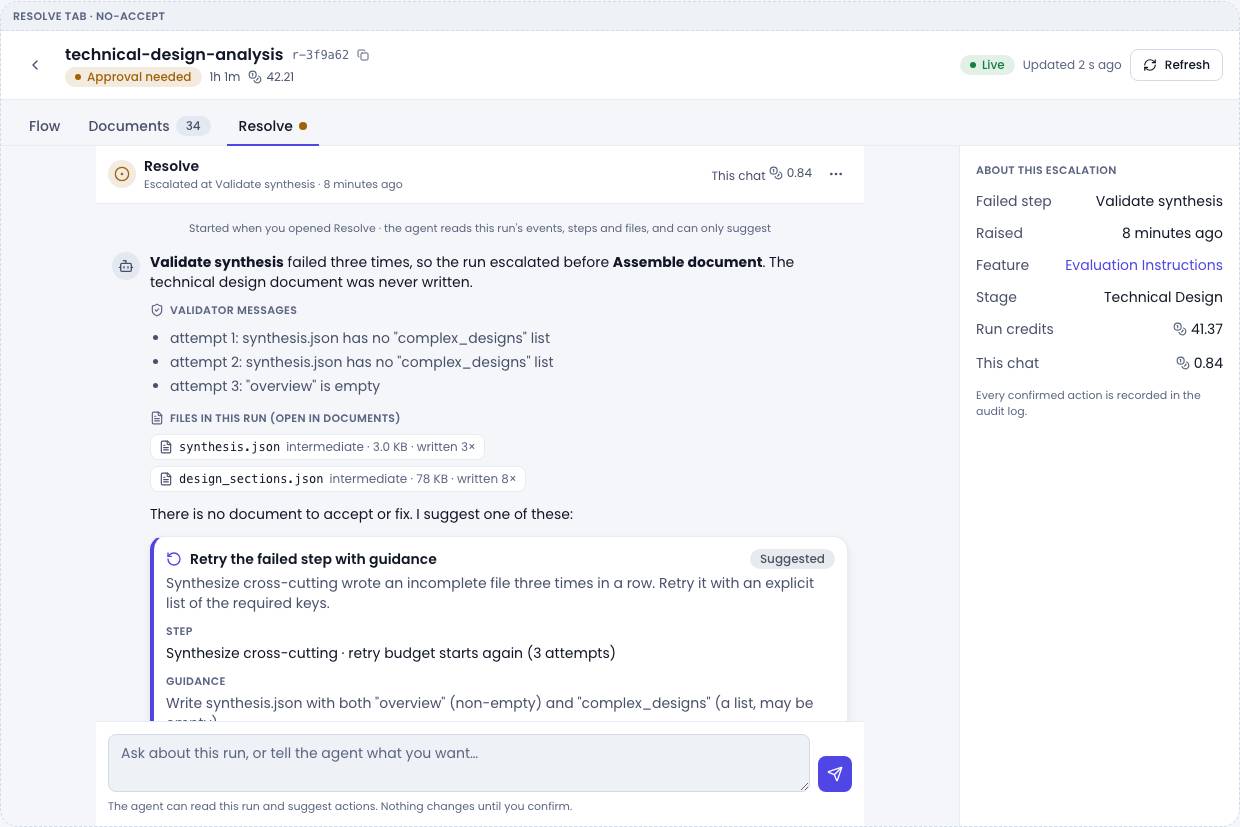 RESOLVE TAB · NO-ACCEPT
technical-design-analysis r-3f9a62
Approval needed 1h 1m 42.21
Live Updated 2 s ago Refresh
Flow Documents 34 Resolve
Resolve
Escalated at Validate synthesis · 8 minutes ago
This chat 0.84
Started when you opened Resolve · the agent reads this run's events, steps and files, and can only suggest
Validate synthesis failed three times, so the run escalated before Assemble document. The
technical design document was never written.
VALIDATOR MESSAGES
attempt 1: synthesis.json has no "complex_designs" list
attempt 2: synthesis.json has no "complex_designs" list
attempt 3: "overview" is empty
FILES IN THIS RUN (OPEN IN DOCUMENTS)
synthesis.json intermediate · 3.0 KB · written 3×
design_sections.json intermediate · 78 KB · written 8×
There is no document to accept or fix. I suggest one of these:
Retry the failed step with guidance Suggested
Synthesize cross-cutting wrote an incomplete file three times in a row. Retry it with an explicit
list of the required keys.
STEP
Synthesize cross-cutting · retry budget starts again (3 attempts)
GUIDANCE
Write synthesis.json with both "overview" (non-empty) and "complex_designs" (a list, may be
Ask about this run, or tell the agent what you want…
The agent can read this run and suggest actions. Nothing changes until you confirm.
ABOUT THIS ESCALATION
Failed step Validate synthesis
Raised 8 minutes ago
Feature Evaluation Instructions
Stage Technical Design
Run credits 41.37
This chat 0.84
Every confirmed action is recorded in the
audit log.